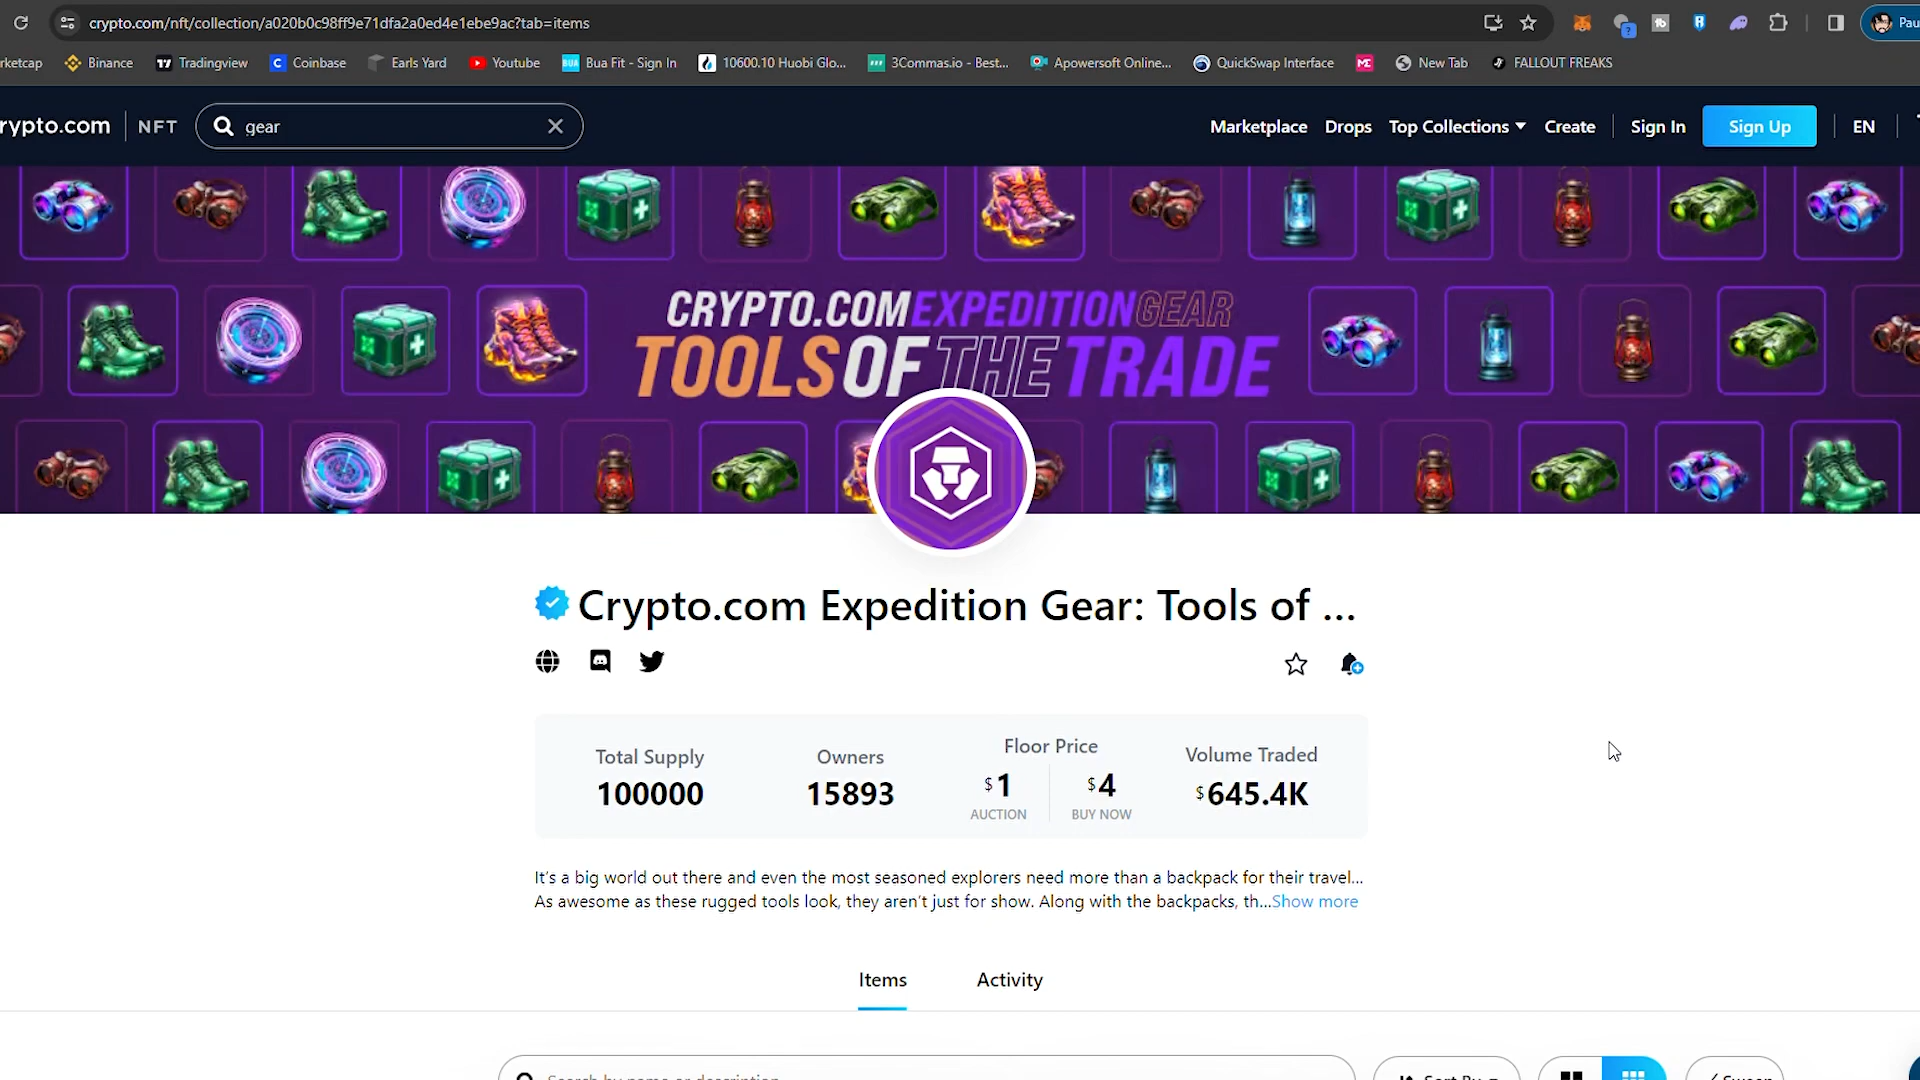 crypto.com/nft/collection/a020b0c98ff9e71dfa2a0ed4e1ebe9ac?tab=items
Pau
rketcap Binance Tradingview Coinbase Earls Yard Youtube Bua Fit - Sign In 10600.10 Huobi Glo... 3Commas.io - Best... Apowersoft Online... QuickSwap Interface New Tab FALLOUT FREAKS
rypto.com NFT gear Marketplace Drops Top Collections Create Sign In Sign Up EN
CRYPTO.COM EXPEDITION GEAR
TOOLS OF THE TRADE
Crypto.com Expedition Gear: Tools of ...
Total Supply Owners Floor Price Volume Traded
100000 15893 $1 $4 $645.4K
AUCTION BUY NOW
It's a big world out there and even the most seasoned explorers need more than a backpack for their travel...
As awesome as these rugged tools look, they aren't just for show. Along with the backpacks, th...Show more
Items Activity
Search by name or description Sort By